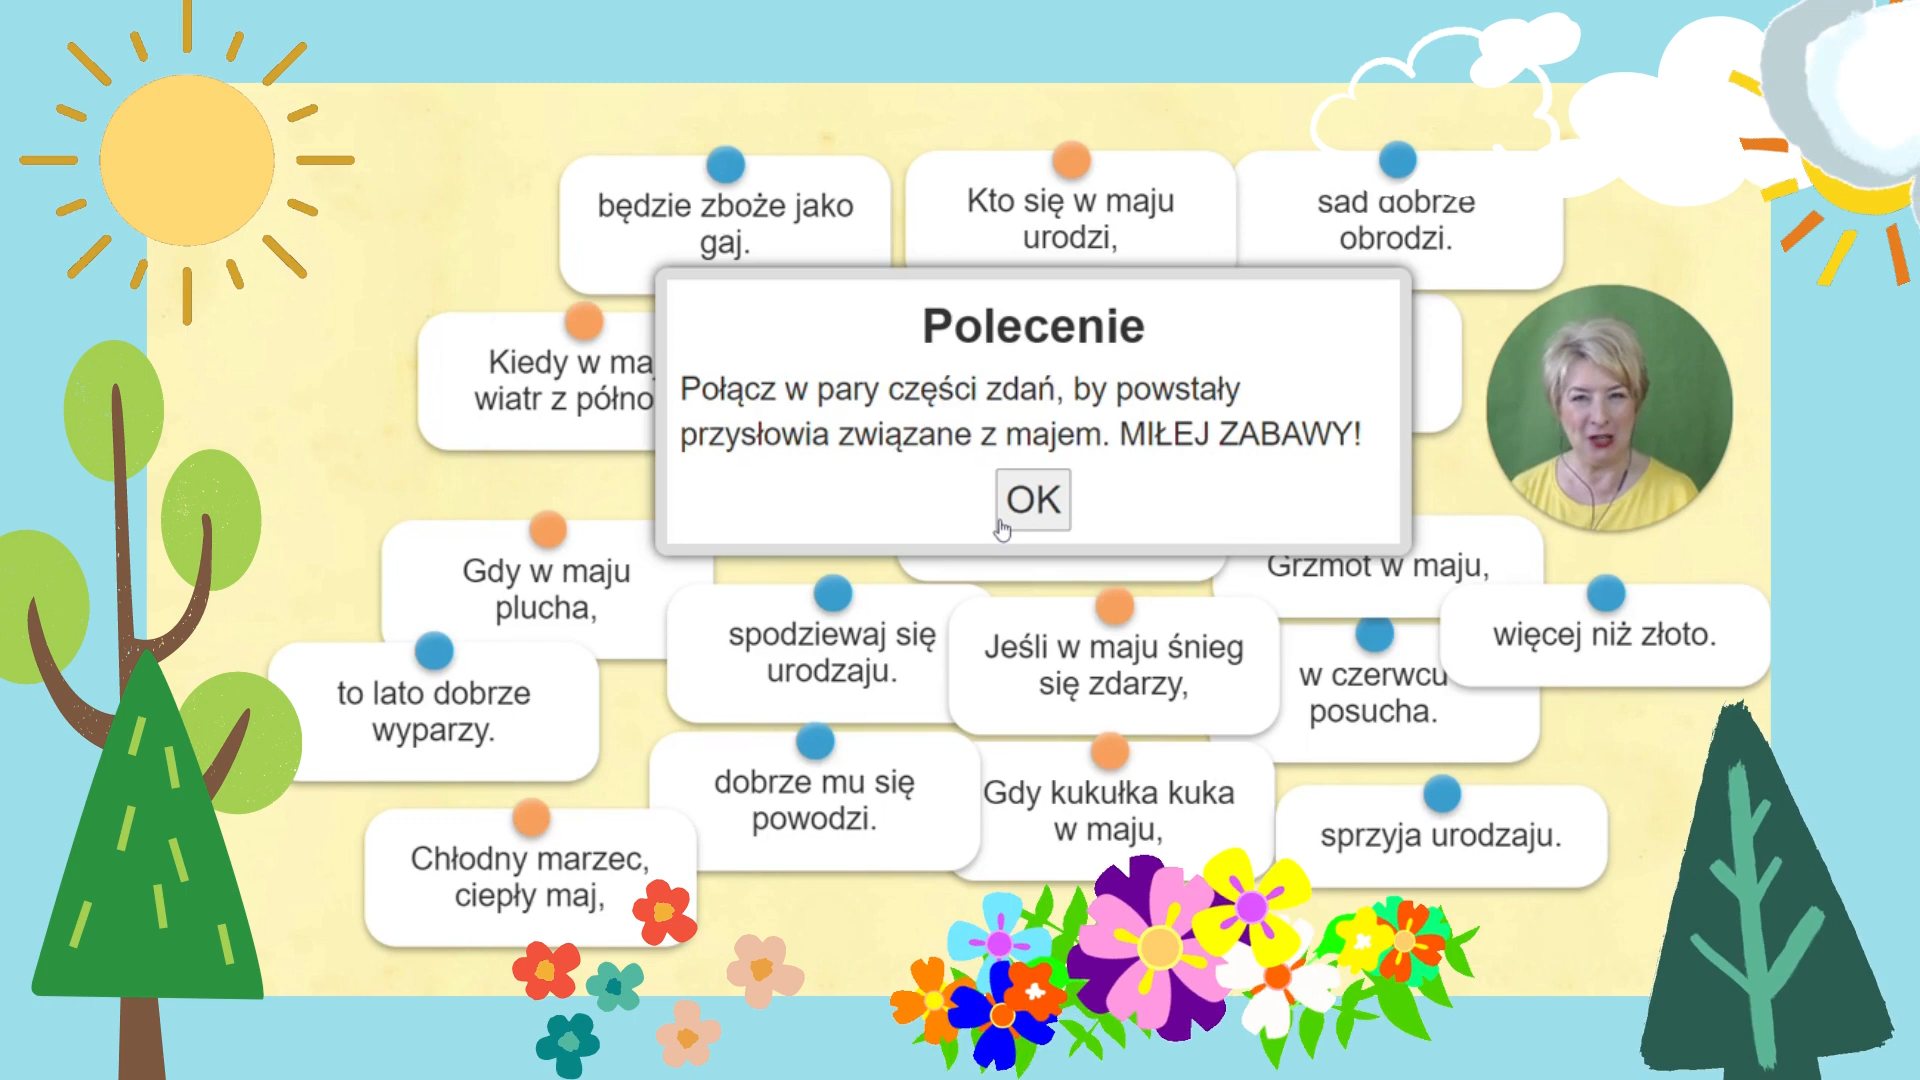 będzie zboże jako
gaj.
Kto się w maju
urodzi,
sad dobrze
obrodzi.
Kiedy w maj
wiatr z półno
Polecenie
Połącz w pary części zdań, by powstały
przysłowia związane z majem. MIŁEJ ZABAWY!
OK
Gdy w maju
plucha,
Grzmot w maju,
spodziewaj się
urodzaju.
Jeśli w maju śnieg
się zdarzy,
w czerwcu
posucha.
więcej niż złoto.
to lato dobrze
wyparzy.
dobrze mu się
powodzi.
Gdy kukułka kuka
w maju,
sprzyja urodzaju.
Chłodny marzec,
ciepły maj,